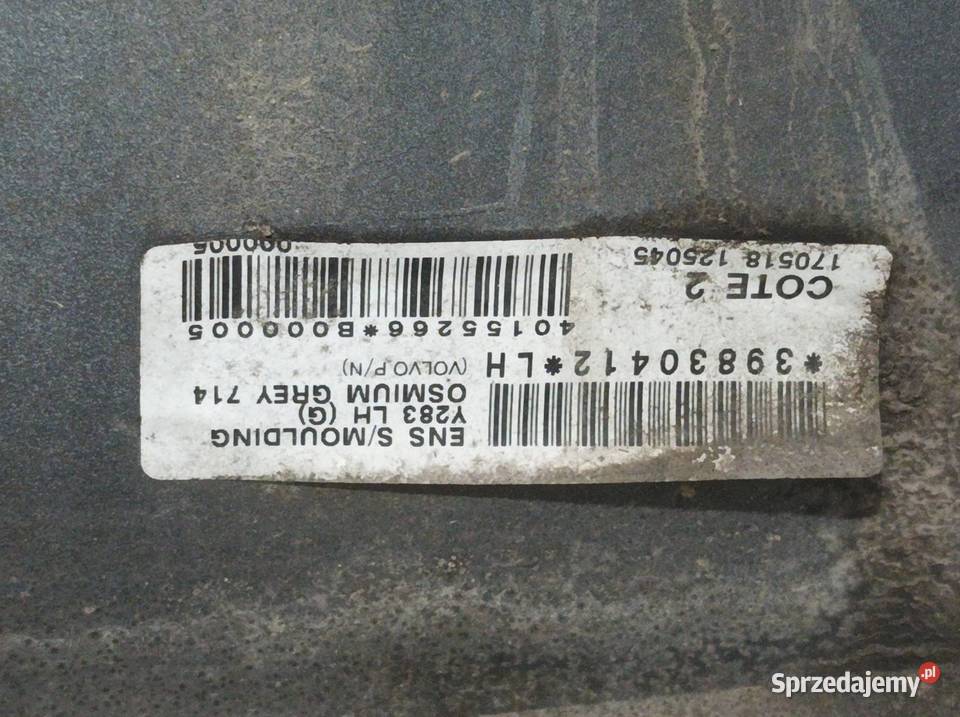 ENS S/MOULDING
Y283 LH (G)
OSMIUM GREY 714
(VOLVO P/N)
*39830412*LH
40155266*B000005
000005
COTE 2
170518 125045
Sprzedajemy.pl